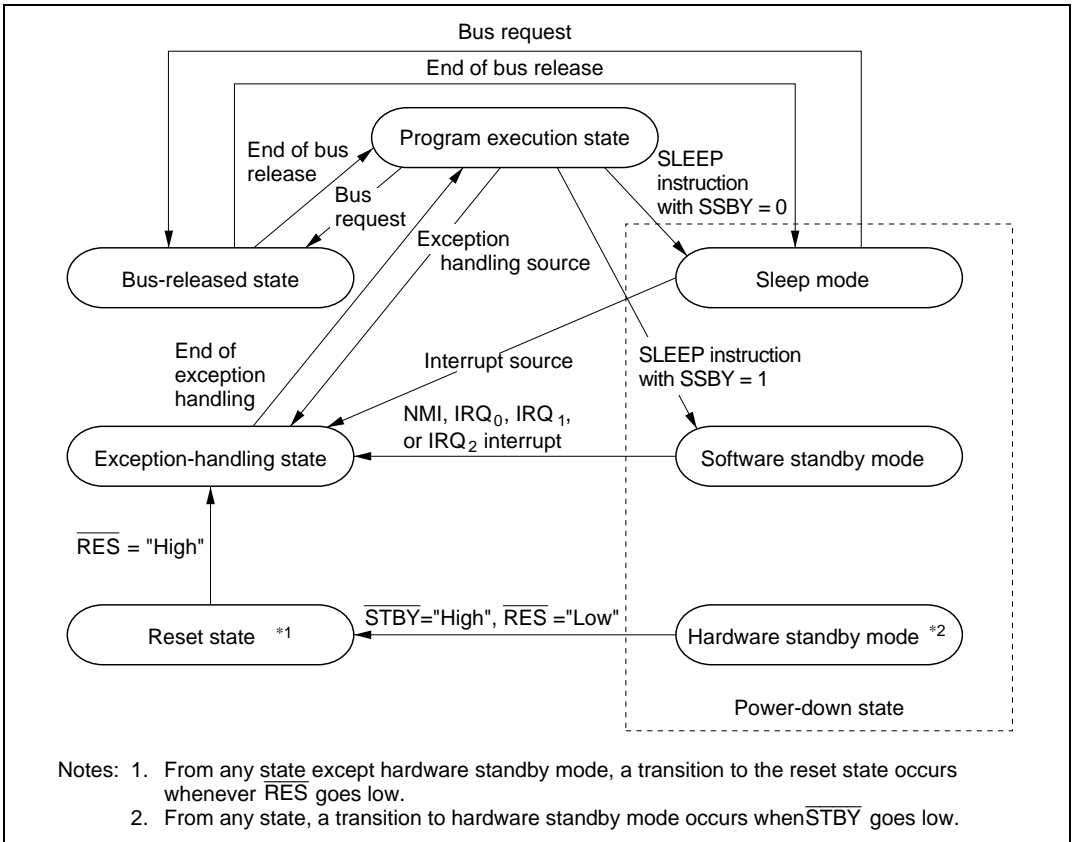 Bus request
End of bus release
Program execution state
End of bus
release
SLEEP
instruction
with SSBY = 0
Bus
request
Exception
handling source
Bus-released state
Sleep mode
End of
exception
handling
Interrupt source
SLEEP instruction
with SSBY = 1
NMI, IRQ0, IRQ1,
or IRQ2 interrupt
Exception-handling state
Software standby mode
RES = "High"
STBY="High", RES ="Low"
Reset state *1
Hardware standby mode *2
Power-down state
Notes: 1. From any state except hardware standby mode, a transition to the reset state occurs
whenever RES goes low.
2. From any state, a transition to hardware standby mode occurs when STBY goes low.